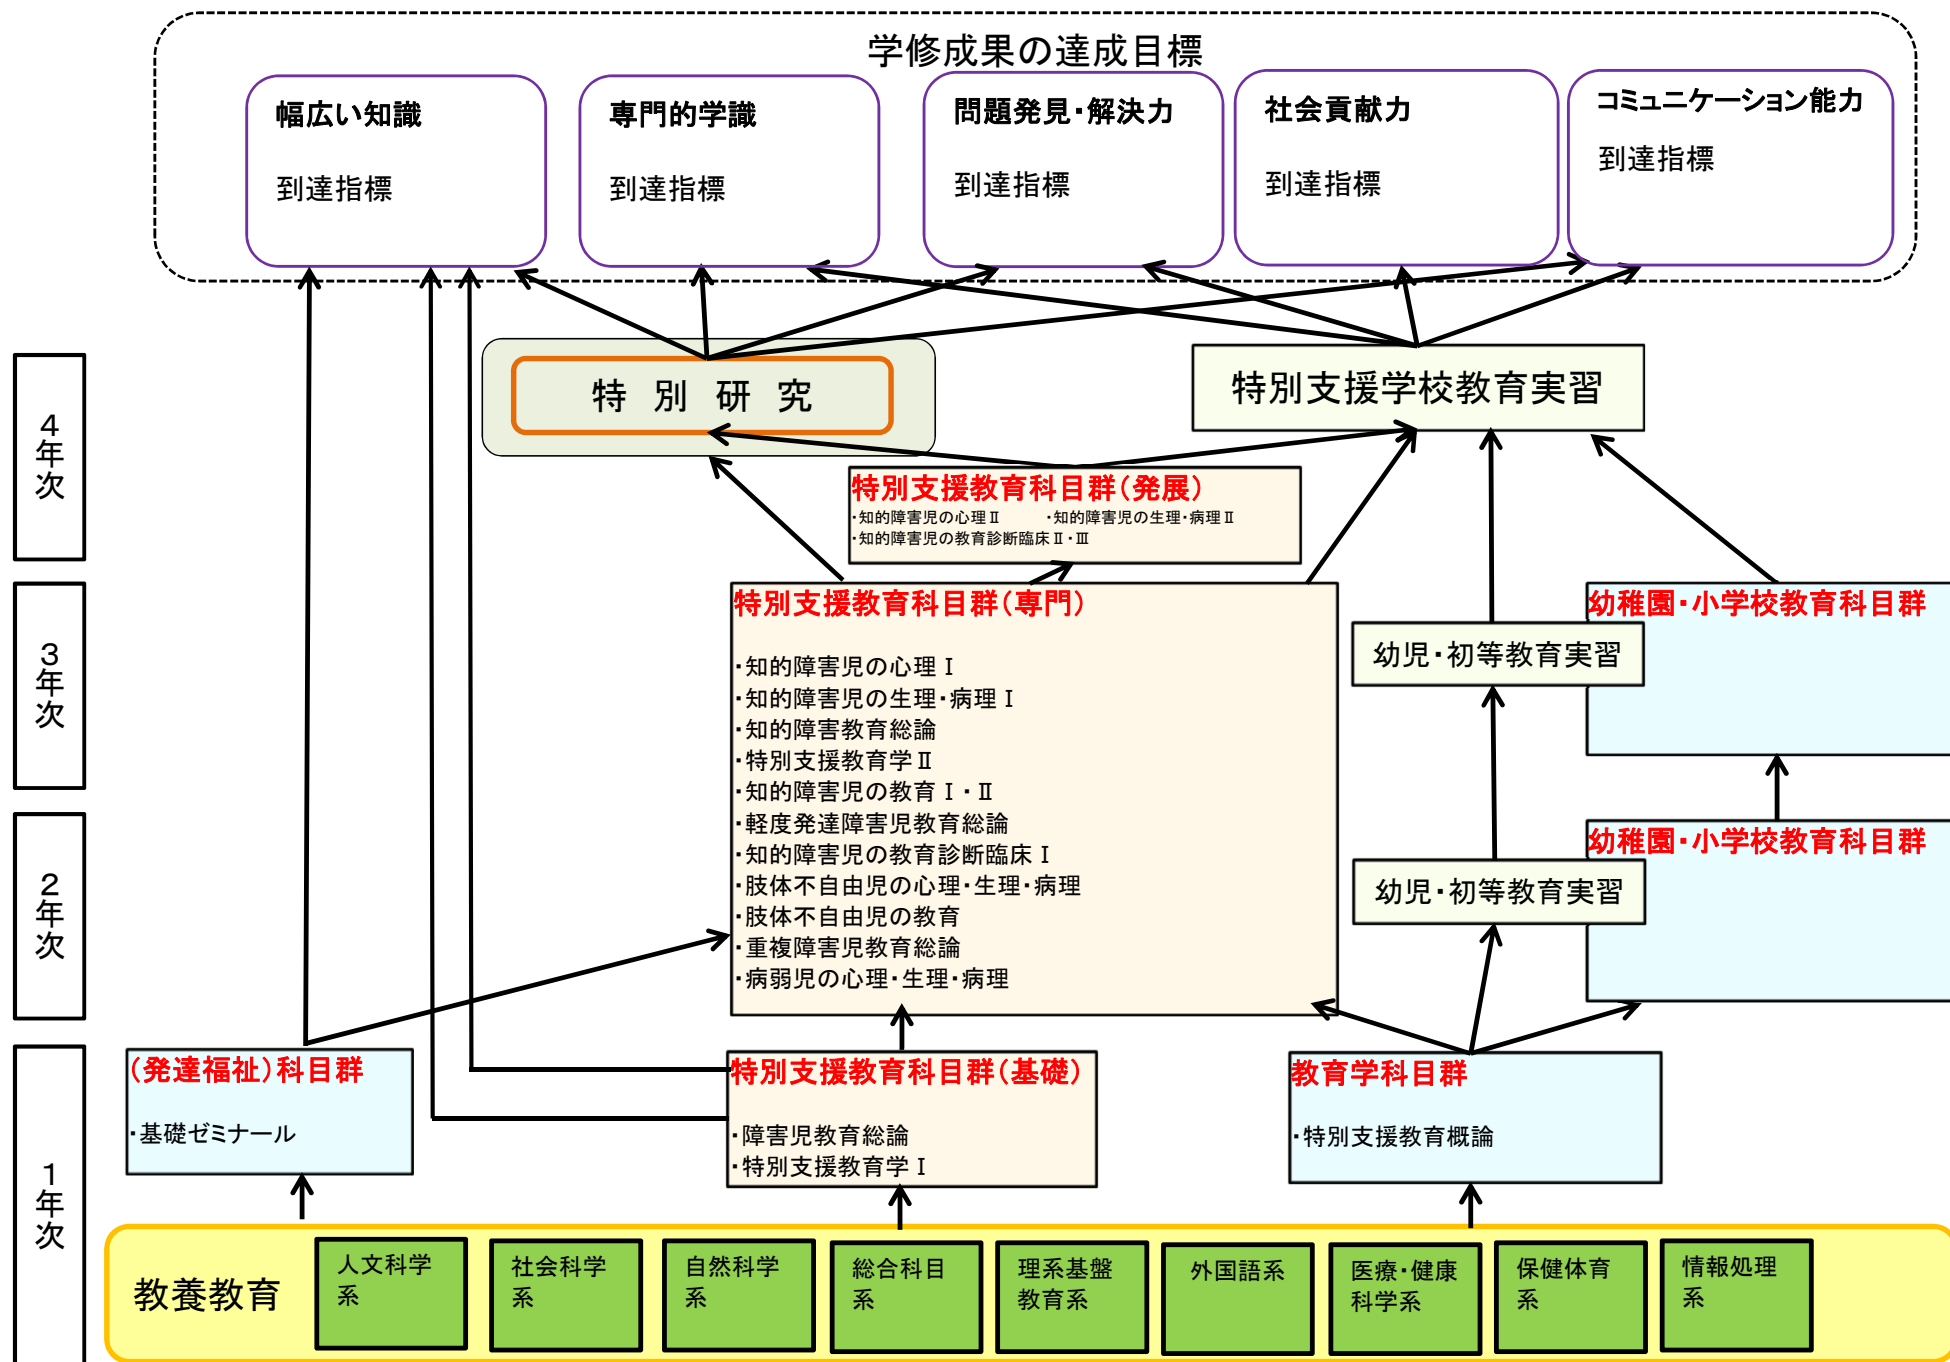 学修成果の達成目標
幅広い知識
到達指標
専門的学識
到達指標
問題発見・解決力
到達指標
社会貢献力
到達指標
コミュニケーション能力
到達指標
4年次
特別研究
特別支援学校教育実習
特別支援教育科目群(発展)
・知的障害児の心理Ⅱ ・知的障害児の生理・病理Ⅱ
・知的障害児の教育診断臨床Ⅱ・Ⅲ
3年次
特別支援教育科目群(専門)
・知的障害児の心理Ⅰ
・知的障害児の生理・病理Ⅰ
・知的障害教育総論
・特別支援教育学Ⅱ
・知的障害児の教育Ⅰ・Ⅱ
・軽度発達障害児教育総論
・知的障害児の教育診断臨床Ⅰ
・肢体不自由児の心理・生理・病理
・肢体不自由児の教育
・重複障害児教育総論
・病弱児の心理・生理・病理
幼稚園・小学校教育科目群
幼児・初等教育実習
2年次
幼稚園・小学校教育科目群
幼児・初等教育実習
1年次
(発達福祉)科目群
・基礎ゼミナール
特別支援教育科目群(基礎)
・障害児教育総論
・特別支援教育学Ⅰ
教育学科目群
・特別支援教育概論
教養教育
人文科学
系
社会科学
系
自然科学
系
総合科目
系
理系基盤
教育系
外国語系
医療・健康
科学系
保健体育
系
情報処理
系